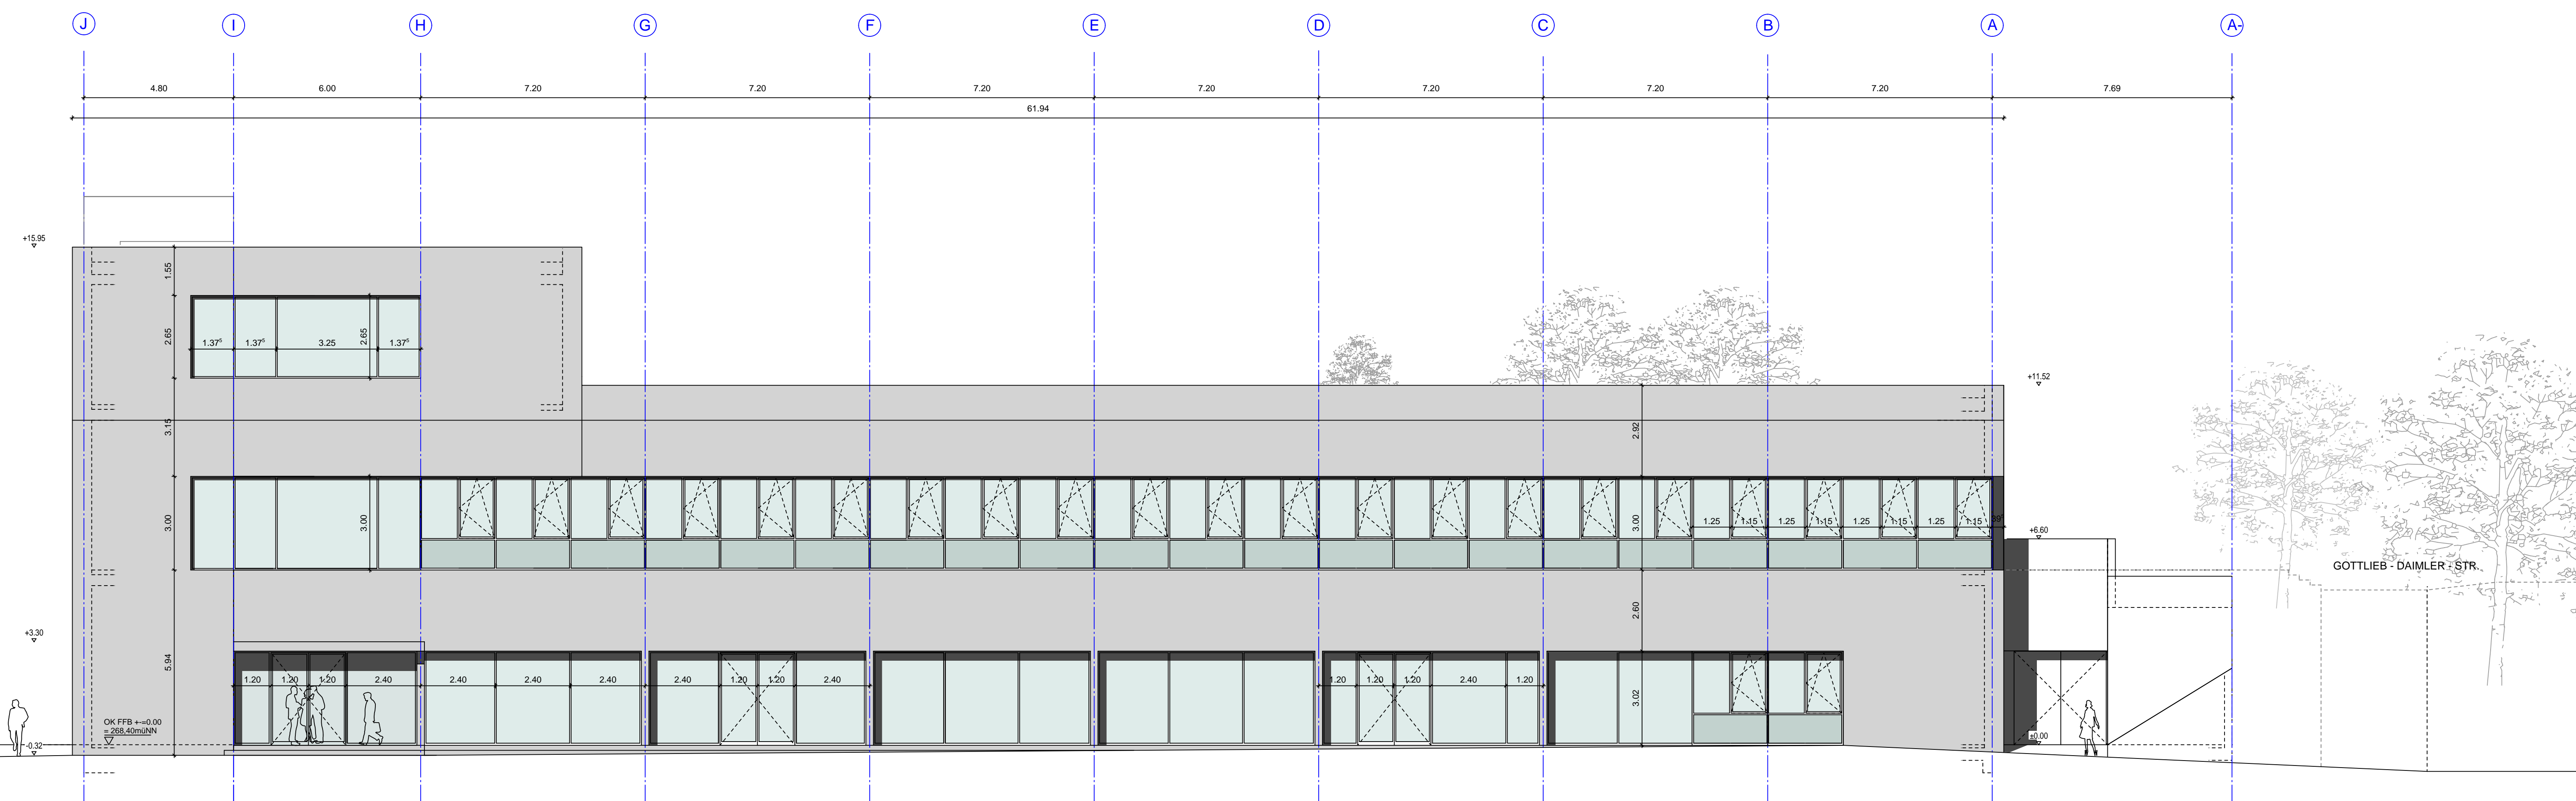 J I H G F E D C B A A-
4.80 6.00 7.20 7.20 7.20 7.20 7.20 7.20 7.20 7.69
61.94
+15.95
1.55
2.65
2.65
1.37⁵ 1.37⁵ 3.25 1.37⁵
+11.52
3.15
2.92
3.00
3.00
3.00
1.25 1.15 1.25 1.15 1.25 1.15 1.25 1.15
+6.60
GOTTLIEB - DAIMLER - STR.
2.60
+3.30
5.94
1.20 1.20 1.20 2.40 2.40 2.40 2.40 2.40 1.20 1.20 2.40 1.20 1.20 1.20 2.40 1.20
3.02
OK FFB +-=0.00
= 268,40müNN
-0.32
±0.00